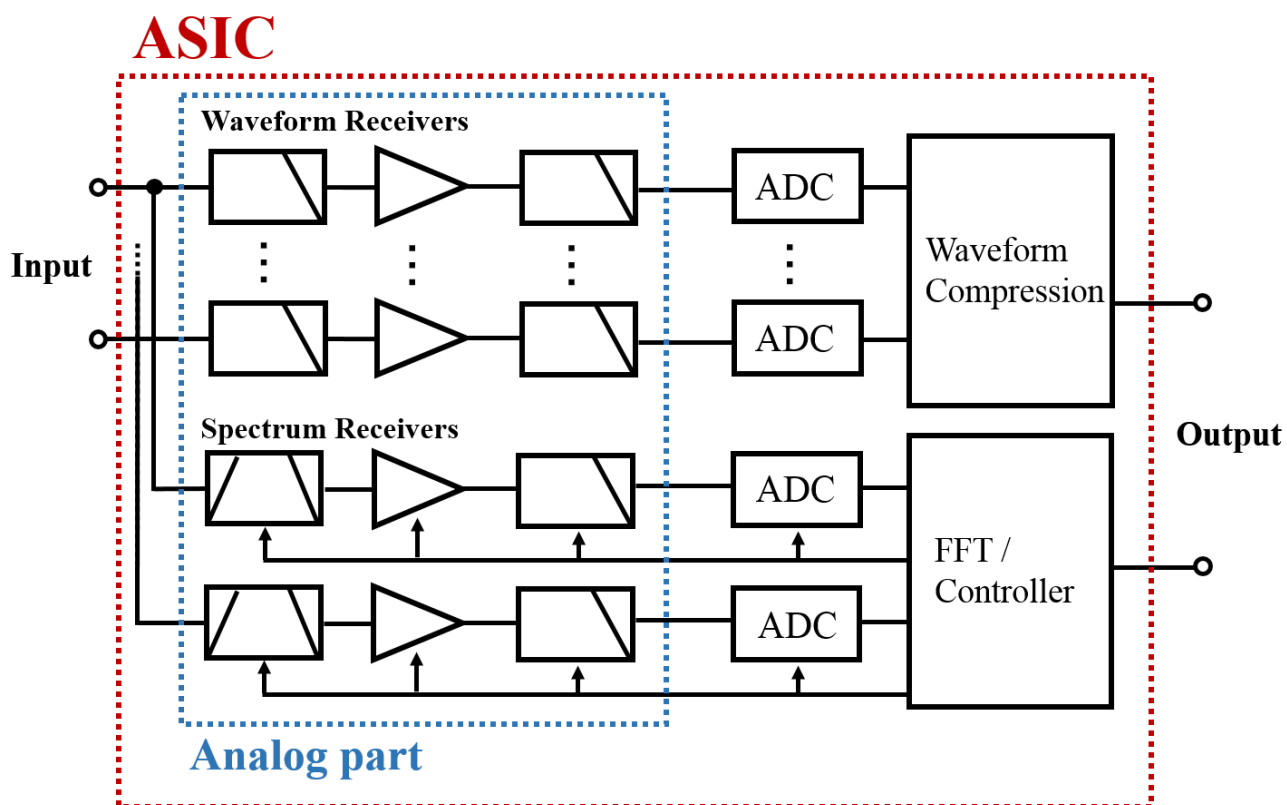 ASIC
Waveform Receivers
ADC
Input
Waveform
Compression
ADC
Spectrum Receivers
Output
ADC
FFT /
Controller
ADC
Analog part